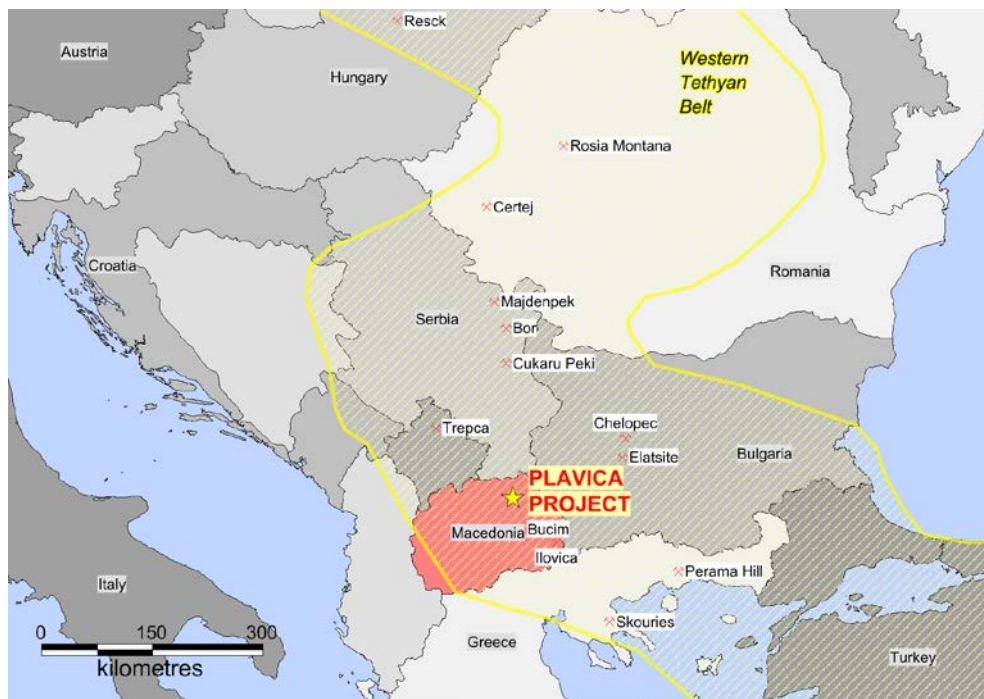 Resck
Austria
Hungary
Western
Tethyan
Belt
Rosia Montana
Certej
Croatia
Romania
Majdenpek
Serbia
Bor
Cukaru Peki
Trepca
Chelopec
Elatsite
Bulgaria
PLAVICA
PROJECT
Macedonia
Bucim
Ilovica
Perama Hill
Italy
Skouries
0 150 300
kilometres
Greece
Turkey